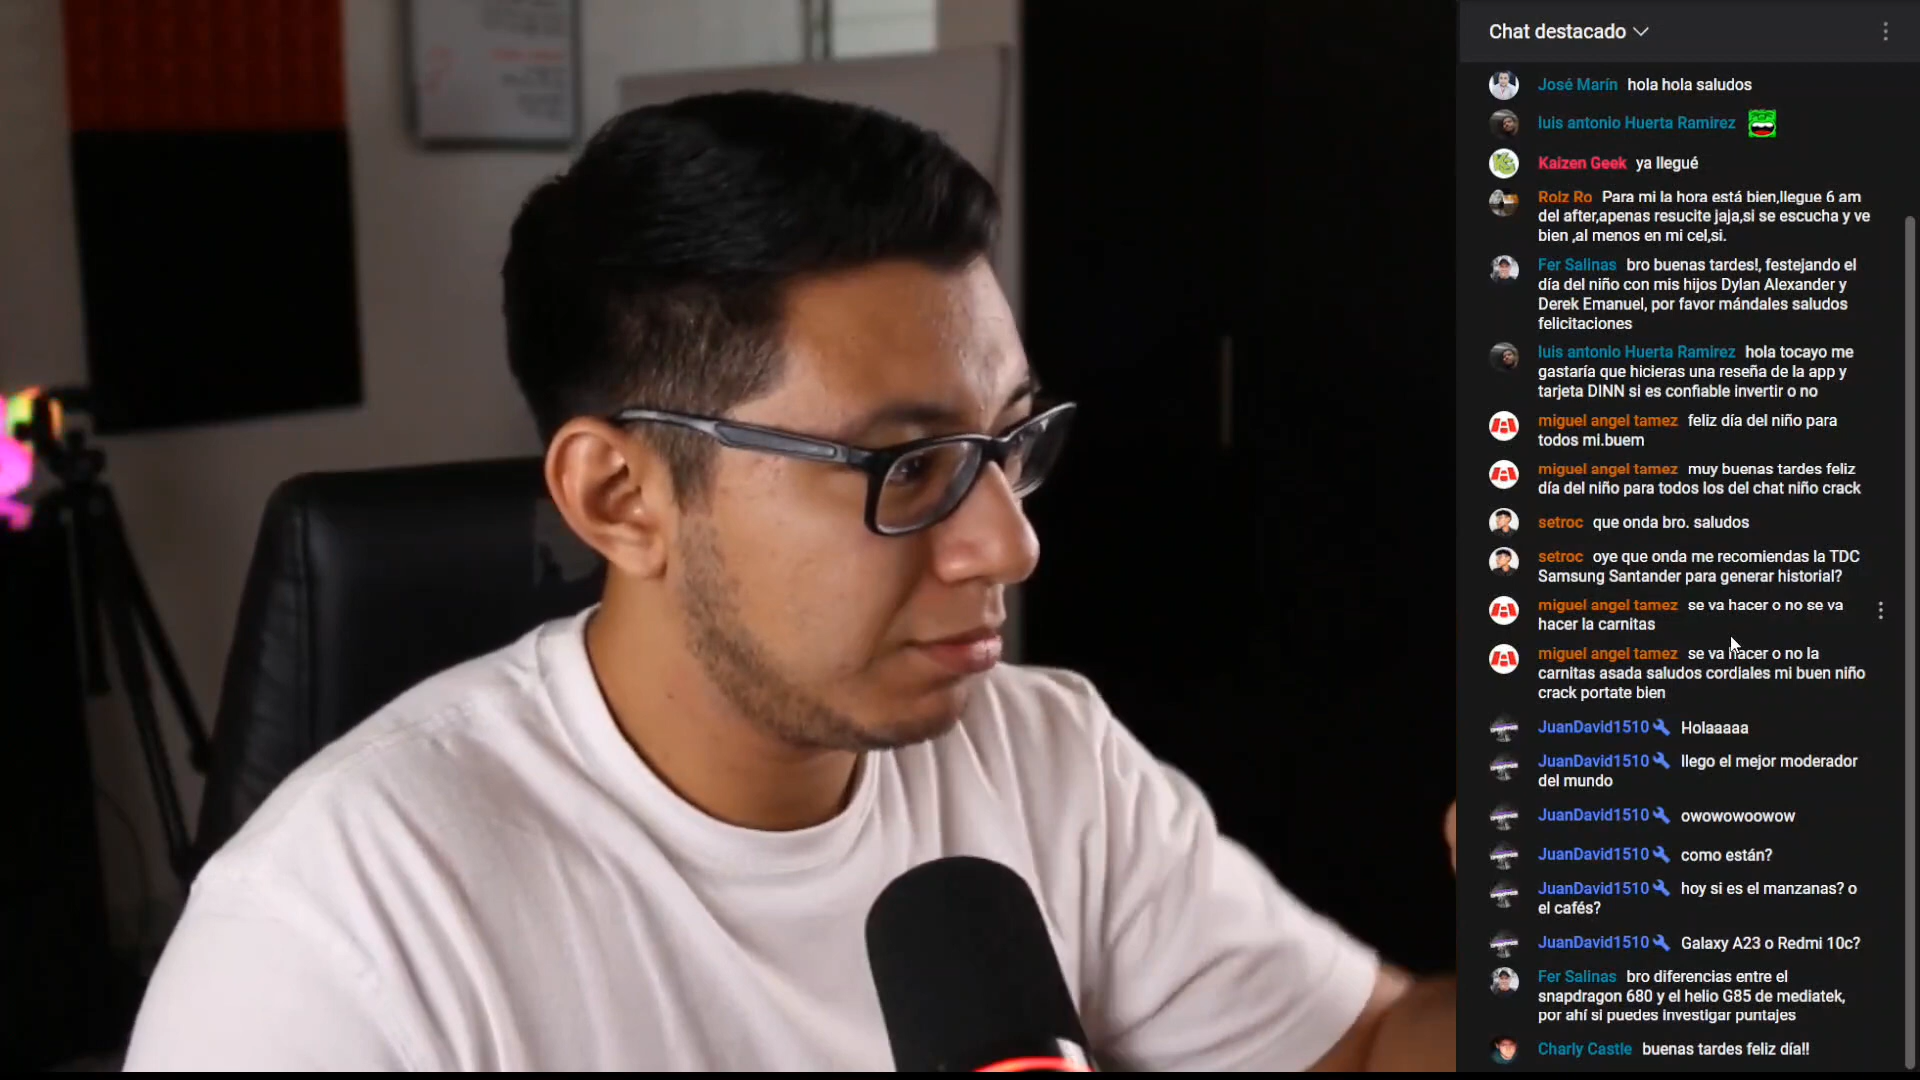 Chat destacado
José Marín hola hola saludos
luis antonio Huerta Ramirez
Kaizen Geek ya llegué
Rolz Ro Para mi la hora está bien,llegue 6 am
del after,apenas resucite jaja,si se escucha y ve
bien ,al menos en mi cel,si.
Fer Salinas bro buenas tardes!, festejando el
día del niño con mis hijos Dylan Alexander y
Derek Emanuel, por favor mándales saludos
felicitaciones
luis antonio Huerta Ramirez hola tocayo me
gastaría que hicieras una reseña de la app y
tarjeta DINN si es confiable invertir o no
miguel angel tamez feliz día del niño para
todos mi.buem
miguel angel tamez muy buenas tardes feliz
día del niño para todos los del chat niño crack
setroc que onda bro. saludos
setroc oye que onda me recomiendas la TDC
Samsung Santander para generar historial?
miguel angel tamez se va hacer o no se va
hacer la carnitas
miguel angel tamez se va hacer o no la
carnitas asada saludos cordiales mi buen niño
crack portate bien
JuanDavid1510 Holaaaaa
JuanDavid1510 llego el mejor moderador
del mundo
JuanDavid1510 owowowoowow
JuanDavid1510 como están?
JuanDavid1510 hoy si es el manzanas? o
el cafés?
JuanDavid1510 Galaxy A23 o Redmi 10c?
Fer Salinas bro diferencias entre el
snapdragon 680 y el helio G85 de mediatek,
por ahí si puedes investigar puntajes
Charly Castle buenas tardes feliz día!!